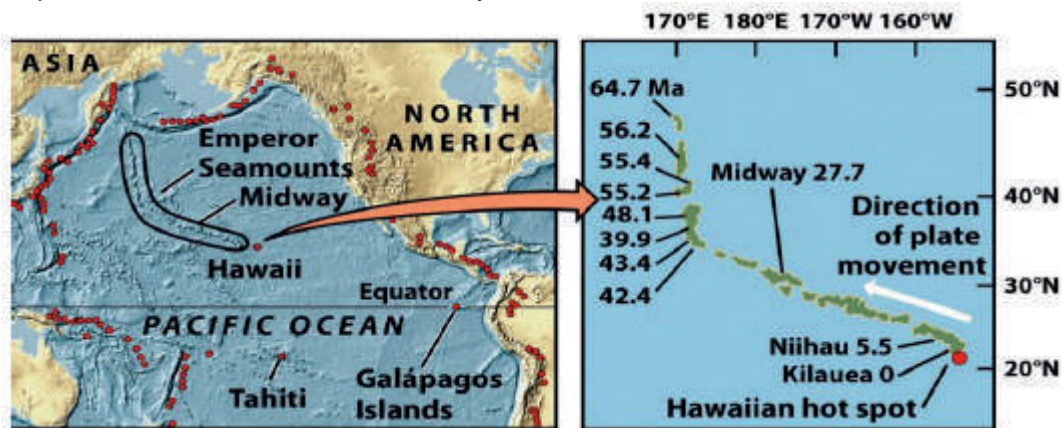 ASIA
NORTH
AMERICA
Emperor
Seamounts
Midway
Hawaii
Equator
PACIFIC OCEAN
Tahiti
Galápagos
Islands
170°E 180°E 170°W 160°W
50°N
40°N
30°N
20°N
64.7 Ma
56.2
55.4
55.2
48.1
39.9
43.4
42.4
Midway 27.7
Direction
of plate
movement
Niihau 5.5
Kilauea 0
Hawaiian hot spot